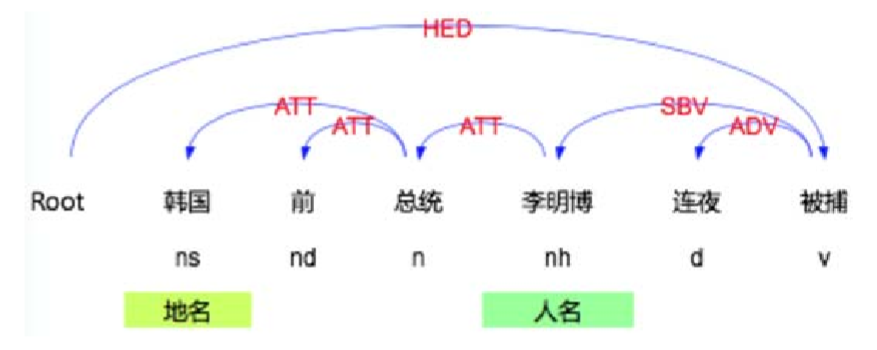 HED
ATT SBV
ATT ATT ADV
Root 韩国 前 总统 李明博 连夜 被捕
ns nd n nh d v
地名 人名